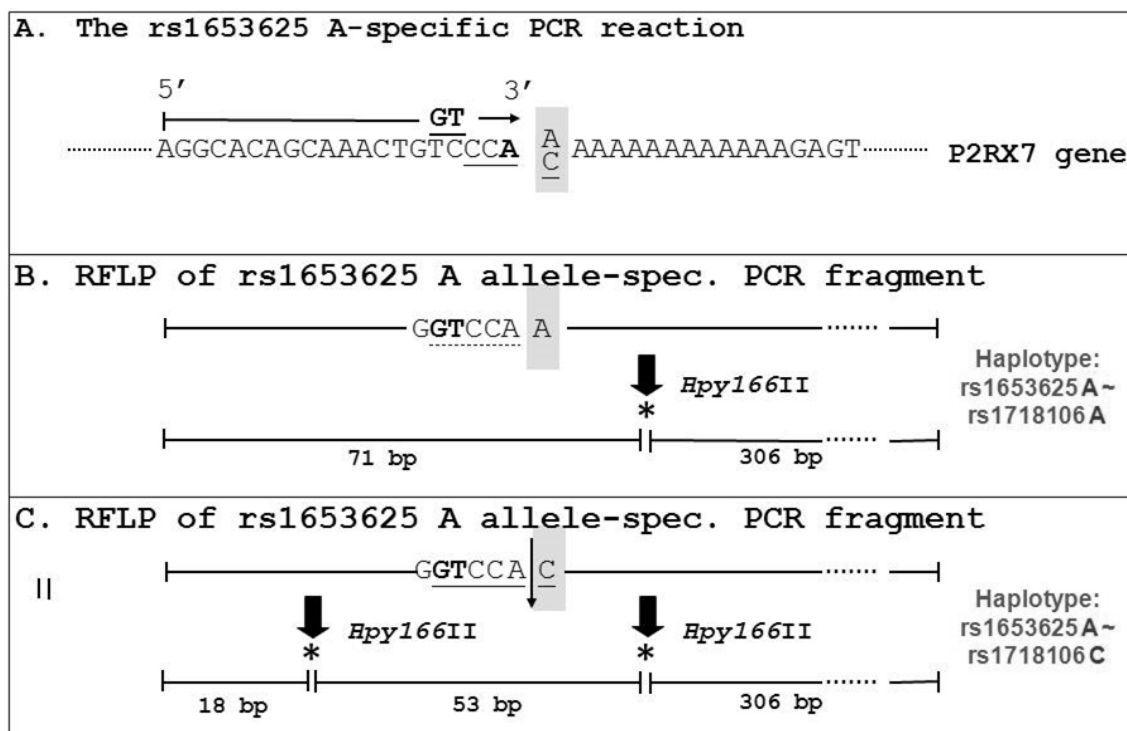 A. The rs1653625 A-specific PCR reaction
5’ 3’
GT
A
AGGCACAGCAAACTGTCCCA AAAAAAAAAAAAGAGT P2RX7 gene
C
B. RFLP of rs1653625 A allele-spec. PCR fragment
GGTCCA A
Hpy166II
*
71 bp 306 bp
Haplotype:
rs1653625A~
rs1718106A
C. RFLP of rs1653625 A allele-spec. PCR fragment
GGTCCA C
Hpy166II Hpy166II
* *
18 bp 53 bp 306 bp
Haplotype:
rs1653625A~
rs1718106C